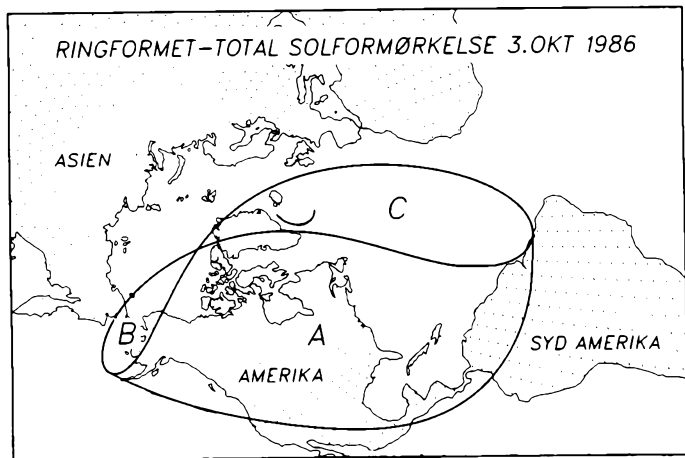 RINGFORMET-TOTAL SOLFORMØRKELSE 3.OKT 1986
ASIEN
C
B
A
SYD AMERIKA
AMERIKA